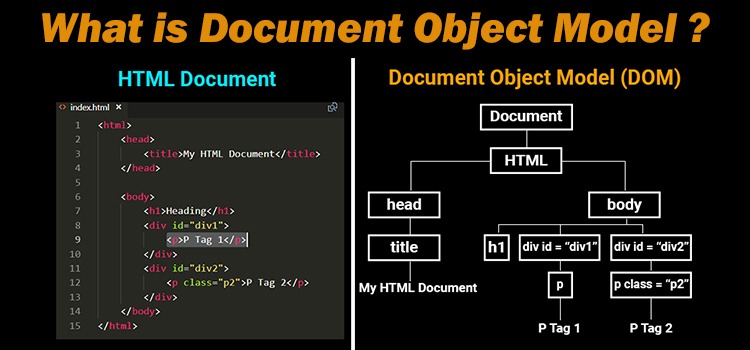 What is Document Object Model ?
HTML Document
index.html ×
1 <html>
2 <head>
3 <title>My HTML Document</title>
4 </head>
5
6 <body>
7 <h1>Heading</h1>
8 <div id="div1">
9 <p>P Tag 1</p>
10 </div>
11 <div id="div2">
12 <p class="p2">P Tag 2</p>
13 </div>
14 </body>
15 </html>
Document Object Model (DOM)
Document
HTML
head
body
title
h1
div id = “div1”
div id = “div2”
My HTML Document
p
p class = “p2”
P Tag 1
P Tag 2